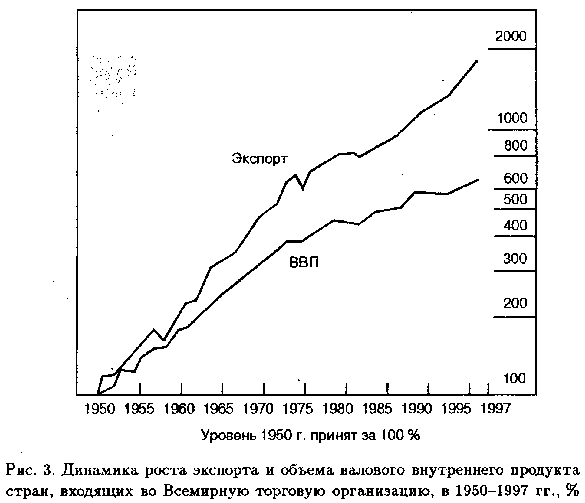 2000
Экспорт
1000
800
600
500
400
ВВП
300
200
100
1950 1955 1960 1965 1970 1975 1980 1985 1990 1995 1997
Уровень 1950 г. принят за 100 %
Рис. 3. Динамика роста экспорта и объема валового внутреннего продукта
стран, входящих во Всемирную торговую организацию, в 1950–1997 гг., %